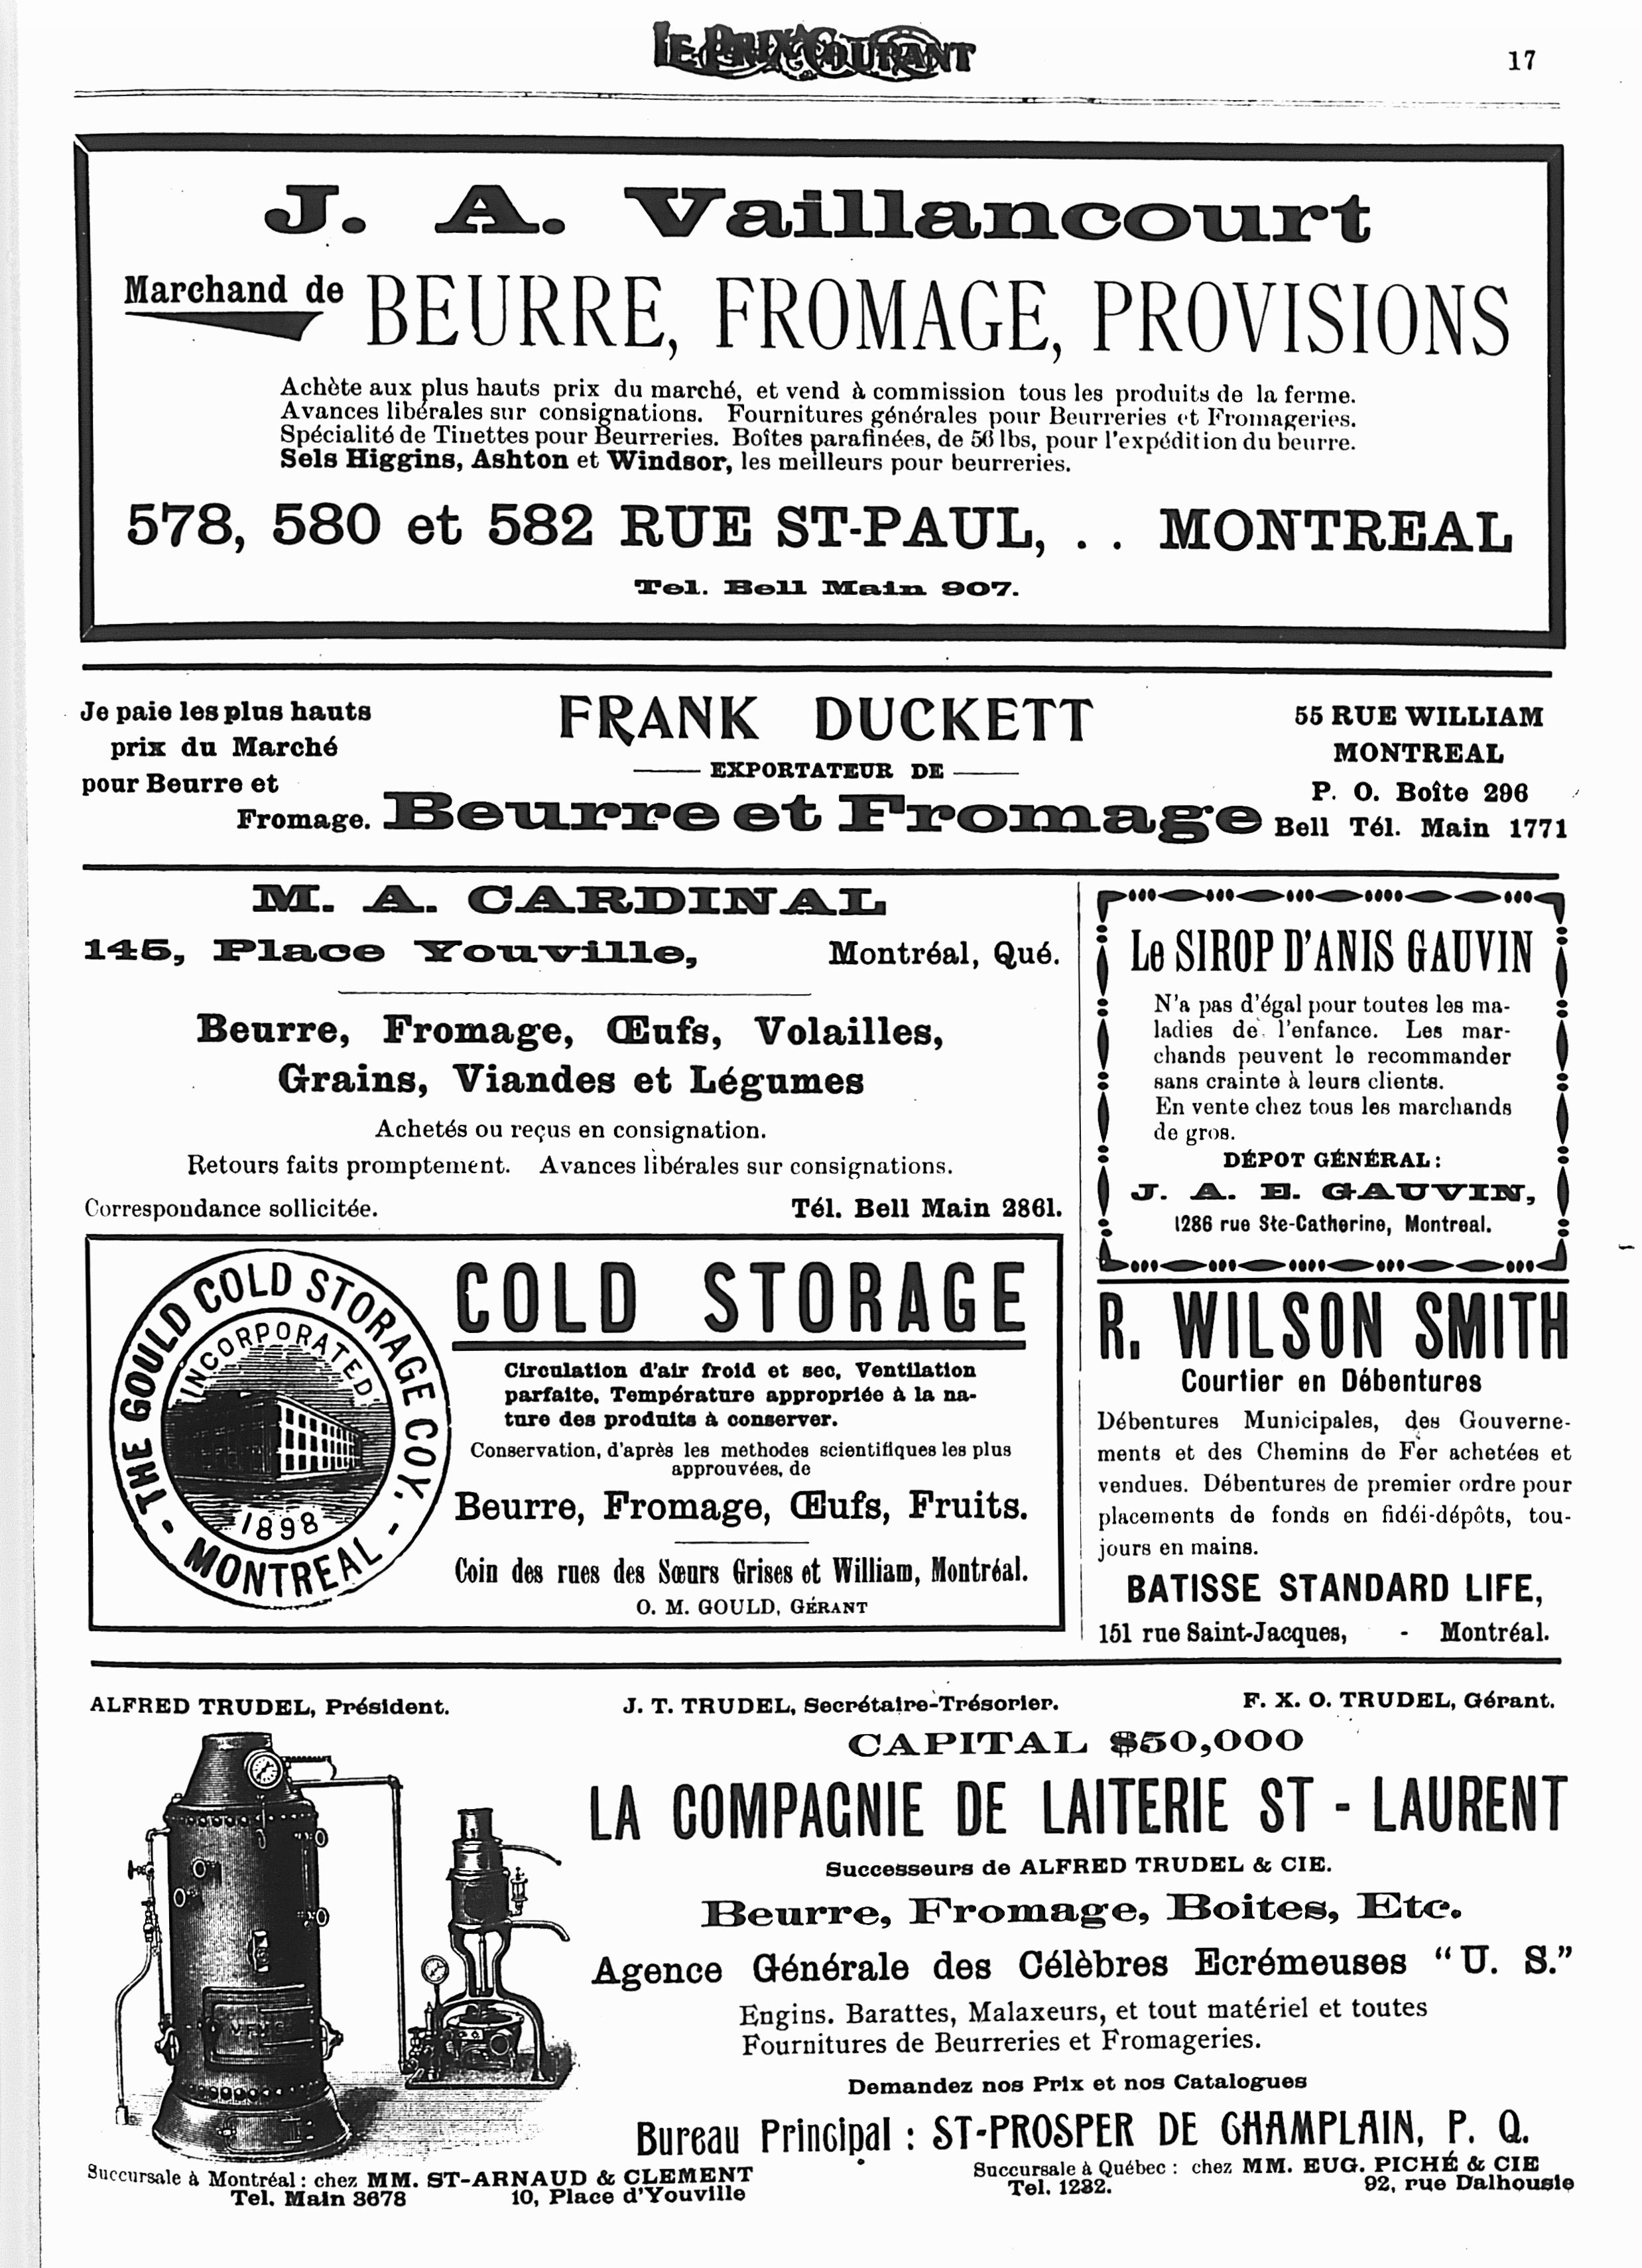 LE PRIX COURANT
17
J. A. Vaillancourt
Marchand de BEURRE, FROMAGE, PROVISIONS
Achète aux plus hauts prix du marché, et vend à commission tous les produits de la ferme.
Avances libérales sur consignations. Fournitures générales pour Beurreries et Fromageries.
Spécialité de Tinettes pour Beurreries. Boîtes parafinées, de 56 lbs, pour l'expédition du beurre.
Sels Higgins, Ashton et Windsor, les meilleurs pour beurreries.
578, 580 et 582 RUE ST-PAUL, . . MONTREAL
Tel. Bell Main 907.
Je paie les plus hauts
prix du Marché
pour Beurre et
Fromage.
FRANK DUCKETT
EXPORTATEUR DE
Beurre et Fromage
55 RUE WILLIAM
MONTREAL
P. O. Boîte 296
Bell Tél. Main 1771
M. A. CARDINAL
145, Place Youville, Montréal, Qué.
Beurre, Fromage, Œufs, Volailles,
Grains, Viandes et Légumes
Achetés ou reçus en consignation.
Retours faits promptement. Avances libérales sur consignations.
Correspondance sollicitée. Tél. Bell Main 2861.
Le SIROP D'ANIS GAUVIN
N'a pas d'égal pour toutes les ma-
ladies de l'enfance. Les mar-
chands peuvent le recommander
sans crainte à leurs clients.
En vente chez tous les marchands
de gros.
DÉPOT GÉNÉRAL:
J. A. E. GAUVIN,
1286 rue Ste-Catherine, Montreal.
THE GOULD COLD STORAGE COY.
INCORPORATED
1898
- MONTREAL -
COLD STORAGE
Circulation d'air froid et sec, Ventilation
parfaite, Température appropriée à la na-
ture des produits à conserver.
Conservation, d'après les methodes scientifiques les plus
approuvées, de
Beurre, Fromage, Œufs, Fruits.
Coin des rues des Sœurs Grises et William, Montréal.
O. M. GOULD, GÉRANT
R. WILSON SMITH
Courtier en Débentures
Débentures Municipales, des Gouverne-
ments et des Chemins de Fer achetées et
vendues. Débentures de premier ordre pour
placements de fonds en fidéi-dépôts, tou-
jours en mains.
BATISSE STANDARD LIFE,
151 rue Saint-Jacques, - Montréal.
ALFRED TRUDEL, Président. J. T. TRUDEL, Secrétaire-Trésorier. F. X. O. TRUDEL, Gérant.
CAPITAL $50,000
LA COMPAGNIE DE LAITERIE ST - LAURENT
Successeurs de ALFRED TRUDEL & CIE.
Beurre, Fromage, Boites, Etc.
Agence Générale des Célèbres Ecrémeuses "U. S."
Engins. Barattes, Malaxeurs, et tout matériel et toutes
Fournitures de Beurreries et Fromageries.
Demandez nos Prix et nos Catalogues
Bureau Principal : ST-PROSPER DE CHAMPLAIN, P. Q.
Succursale à Montréal : chez MM. ST-ARNAUD & CLEMENT
Tel. Main 3678 10, Place d'Youville
Succursale à Québec : chez MM. EUG. PICHÉ & CIE
Tel. 1232. 92, rue Dalhousie